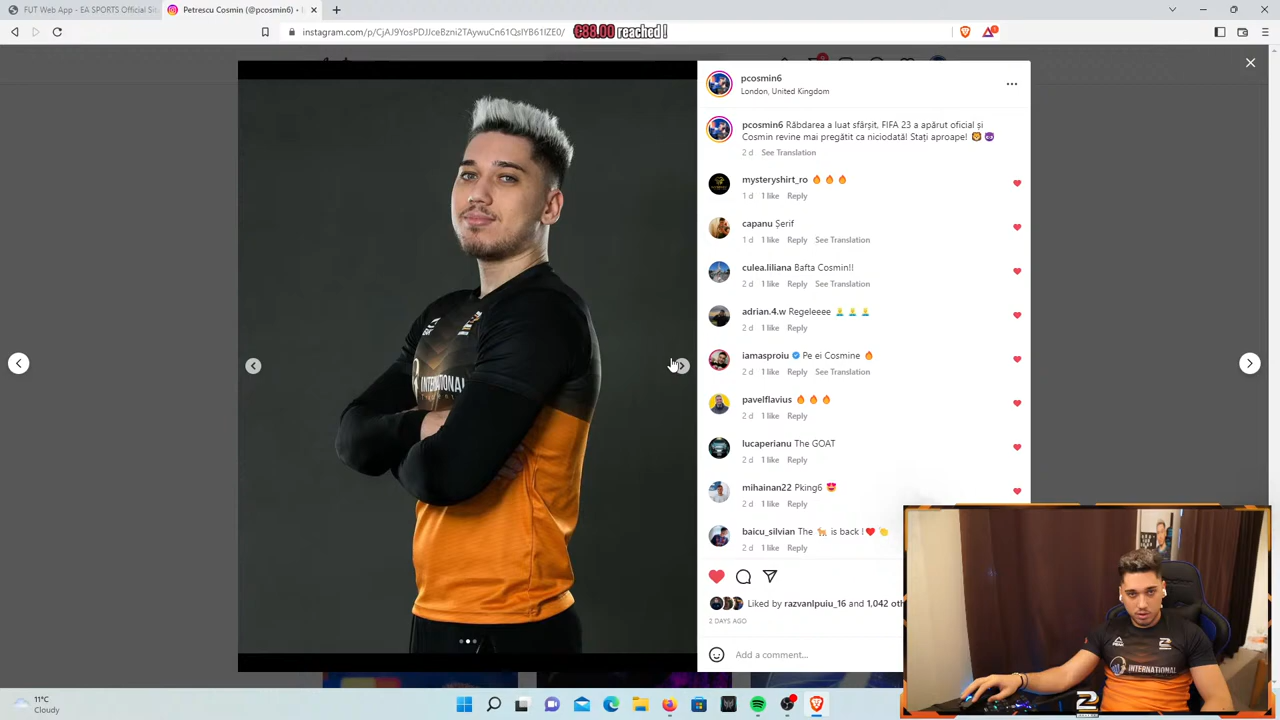 FUT Web App - EA SPORTS Official Sit
Petrescu Cosmin (@pcosmin6) •
instagram.com/p/CjAJ9YosPDJJceBzni2TAywuCn61QsIYB61IZE0/
€88.00 reached !
pcosmin6
London, United Kingdom
pcosmin6 Răbdarea a luat sfârșit, FIFA 23 a apărut oficial și
Cosmin revine mai pregătit ca niciodată! Stați aproape! 🦁 😈
2 d See Translation
mysteryshirt_ro 🔥 🔥 🔥
1 d 1 like Reply
capanu Șerif
1 d 1 like Reply See Translation
culea.liliana Bafta Cosmin!!
2 d 1 like Reply See Translation
adrian.4.w Regeleeee
2 d 1 like Reply
iamasproiu Pe ei Cosmine 🔥
2 d 1 like Reply See Translation
pavelflavius 🔥 🔥 🔥
2 d 1 like Reply
lucaperianu The GOAT
2 d 1 like Reply
mihainan22 Pking6 😍
2 d 1 like Reply
baicu_silvian The 🐐 is back ! ❤️ 👏
2 d 1 like Reply
Liked by razvanlpuiu_16 and 1,042 oth
2 DAYS AGO
Add a comment...
INTERNATIONAL
INTERNATIONAL
11°C
Cloudy